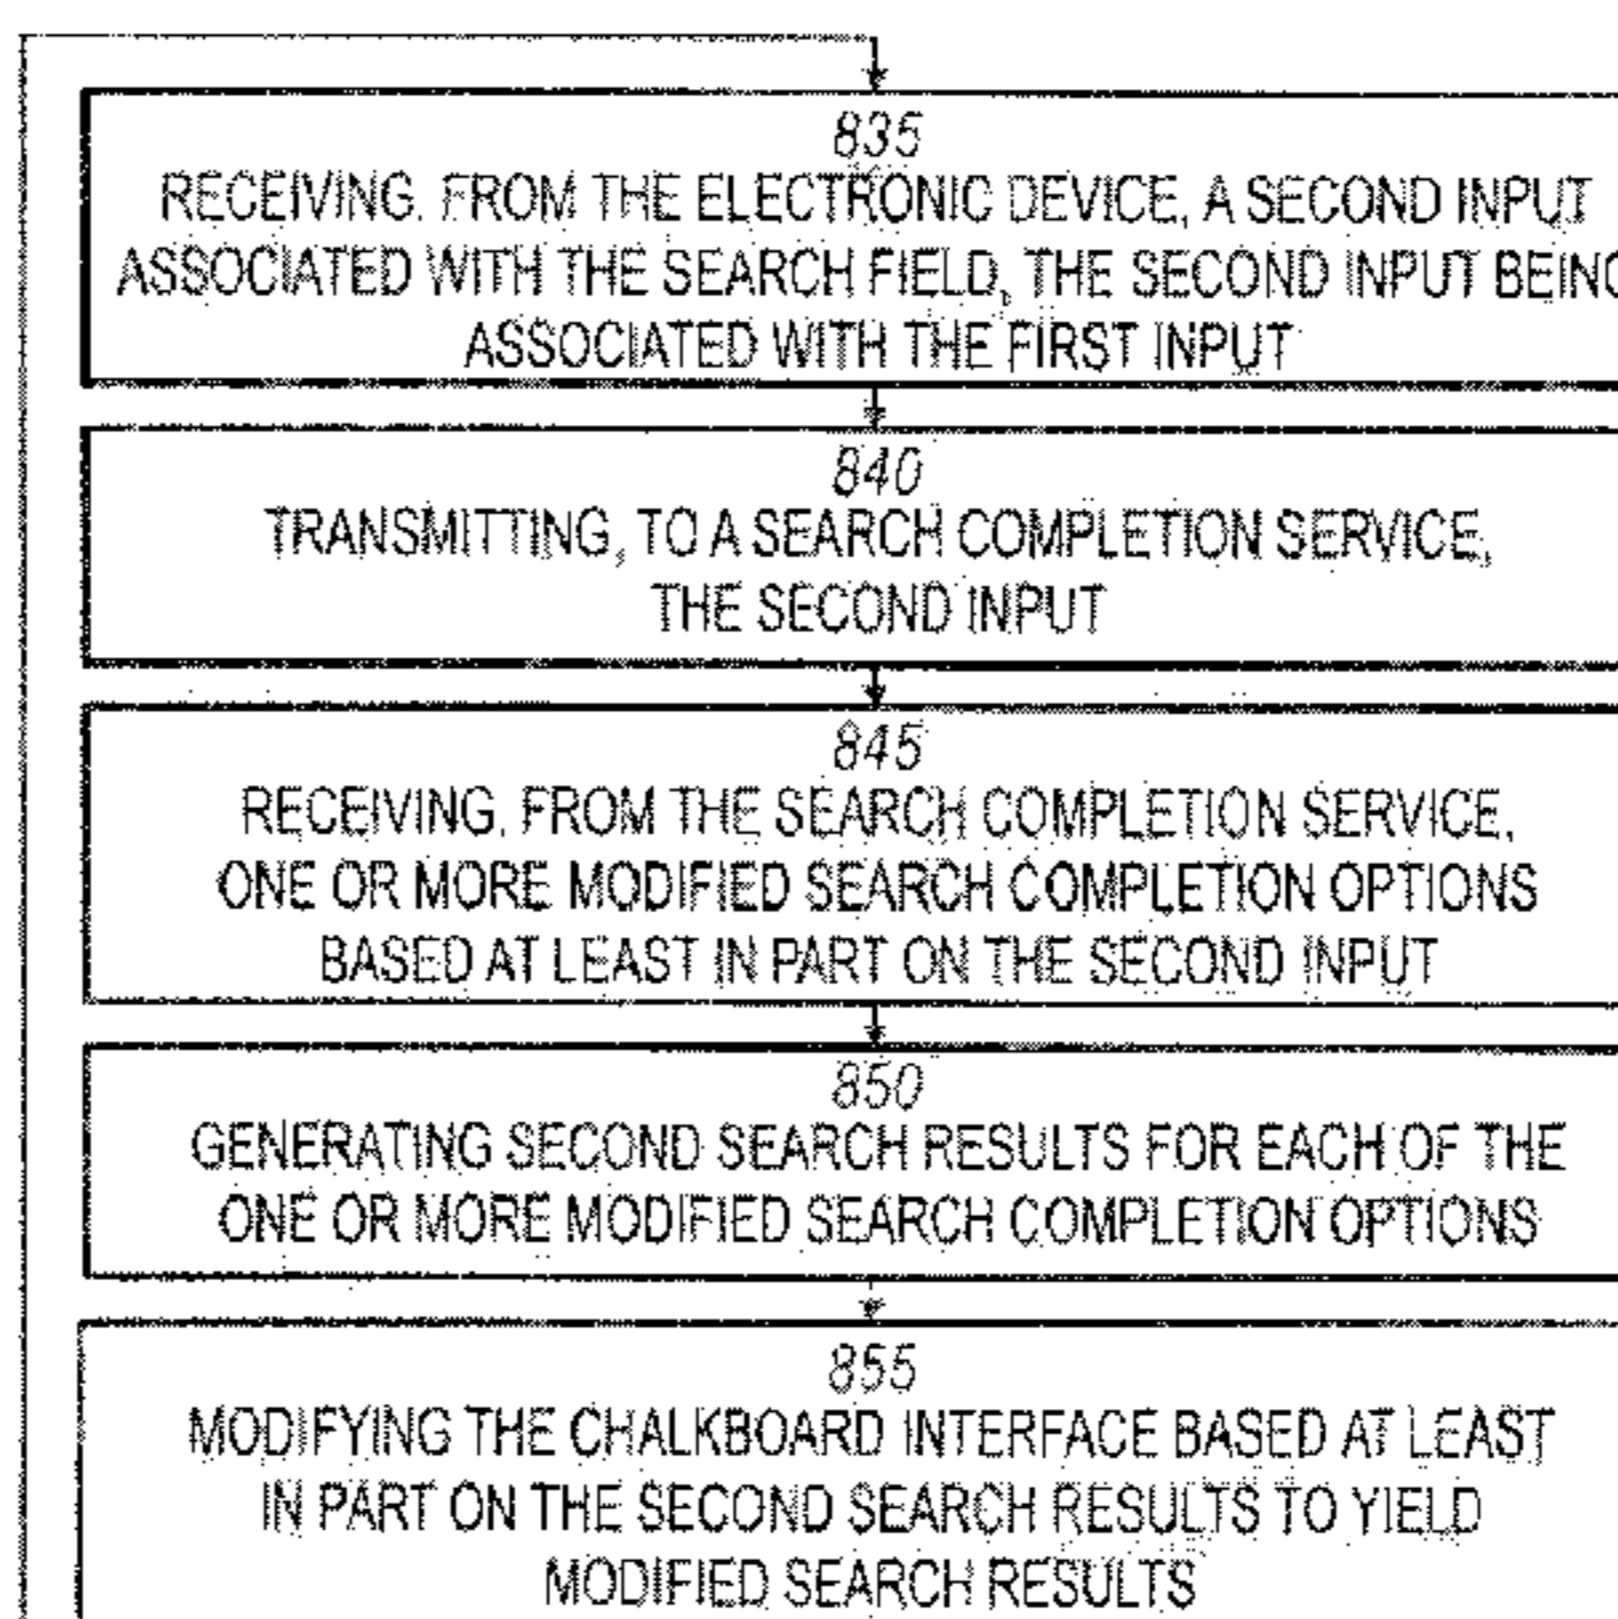 835
RECEIVING, FROM THE ELECTRONIC DEVICE, A SECOND INPUT
ASSOCIATED WITH THE SEARCH FIELD, THE SECOND INPUT BEING
ASSOCIATED WITH THE FIRST INPUT
840
TRANSMITTING, TO A SEARCH COMPLETION SERVICE,
THE SECOND INPUT
845
RECEIVING, FROM THE SEARCH COMPLETION SERVICE,
ONE OR MORE MODIFIED SEARCH COMPLETION OPTIONS
BASED AT LEAST IN PART ON THE SECOND INPUT
850
GENERATING SECOND SEARCH RESULTS FOR EACH OF THE
ONE OR MORE MODIFIED SEARCH COMPLETION OPTIONS
855
MODIFYING THE CHALKBOARD INTERFACE BASED AT LEAST
IN PART ON THE SECOND SEARCH RESULTS TO YIELD
MODIFIED SEARCH RESULTS